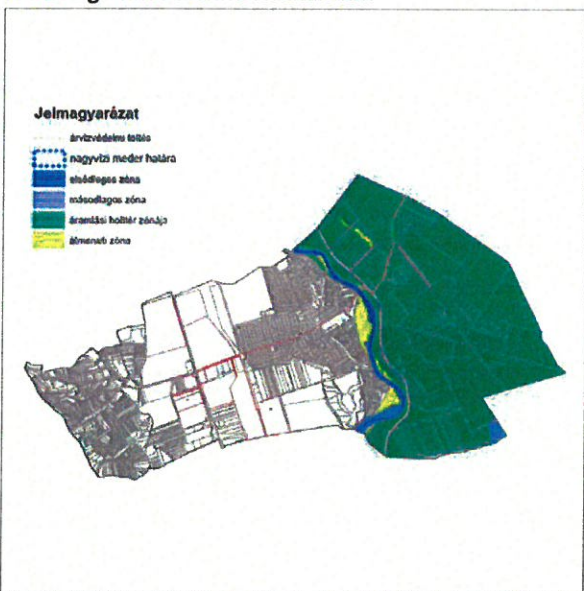 Jelmagyarázat
árvízvédelmi töltés
nagyvízi meder határa
elsődleges zóna
másodlagos zóna
áramlási holttér zónája
átmeneti zóna